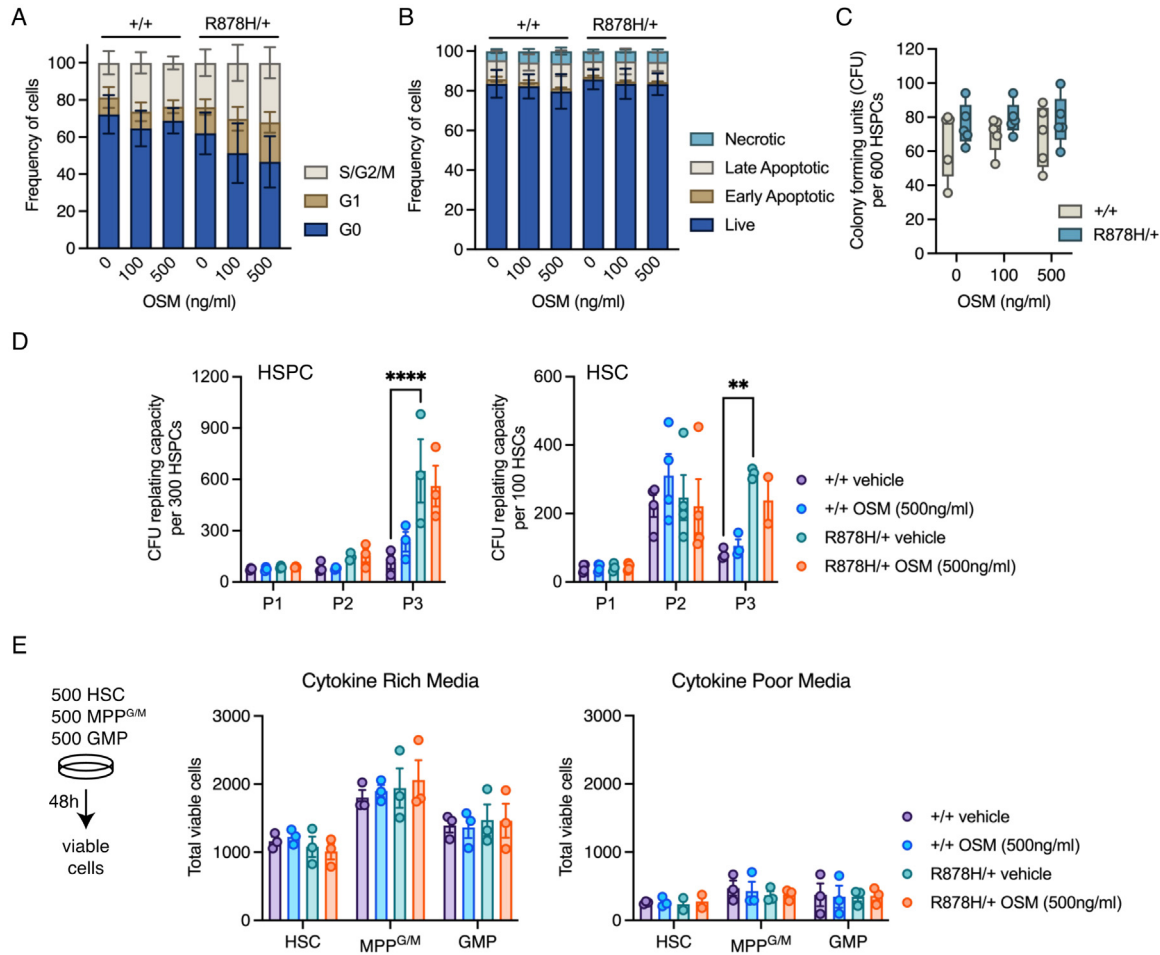 A
+/+
R878H/+
Frequency of cells
100
80
60
40
20
0
0
100
500
0
100
500
OSM (ng/ml)
S/G2/M
G1
G0
B
+/+
R878H/+
Frequency of cells
100
80
60
40
20
0
0
100
500
0
100
500
OSM (ng/ml)
Necrotic
Late Apoptotic
Early Apoptotic
Live
C
Colony forming units (CFU)
per 600 HSPCs
120
100
80
60
40
20
0
0
100
500
OSM (ng/ml)
+/+
R878H/+
D
HSPC
CFU replating capacity
per 300 HSPCs
1200
900
600
300
0
****
P1
P2
P3
HSC
CFU replating capacity
per 100 HSCs
600
400
200
0
**
P1
P2
P3
+/+ vehicle
+/+ OSM (500ng/ml)
R878H/+ vehicle
R878H/+ OSM (500ng/ml)
E
500 HSC
500 MPPG/M
500 GMP
48h
viable
cells
Cytokine Rich Media
Total viable cells
3000
2000
1000
0
HSC
MPPG/M
GMP
Cytokine Poor Media
Total viable cells
3000
2000
1000
0
HSC
MPPG/M
GMP
+/+ vehicle
+/+ OSM (500ng/ml)
R878H/+ vehicle
R878H/+ OSM (500ng/ml)